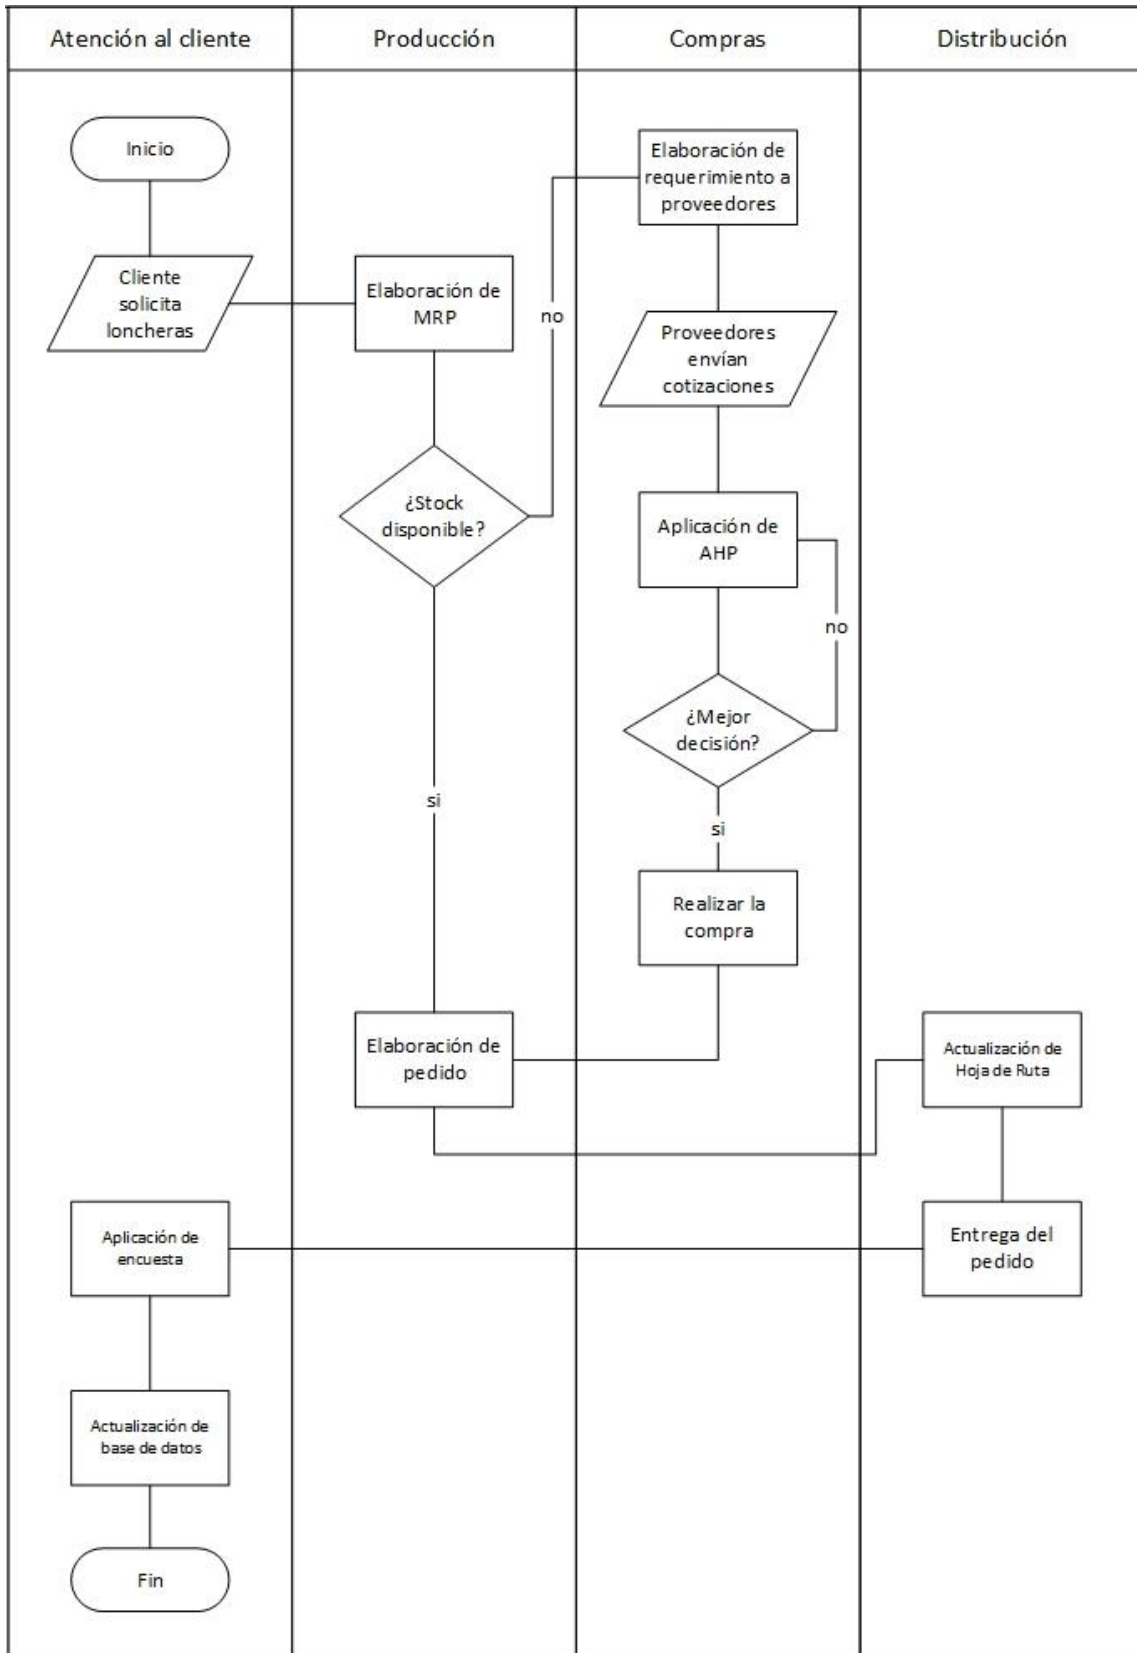 Atención al cliente
Producción
Compras
Distribución
Inicio
Cliente
solicita
loncheras
Elaboración de
MRP
¿Stock
disponible?
no
si
Elaboración de
requerimiento a
proveedores
Proveedores
envían
cotizaciones
Aplicación de
AHP
no
¿Mejor
decisión?
si
Realizar la
compra
Elaboración de
pedido
Actualización de
Hoja de Ruta
Entrega del
pedido
Aplicación de
encuesta
Actualización de
base de datos
Fin